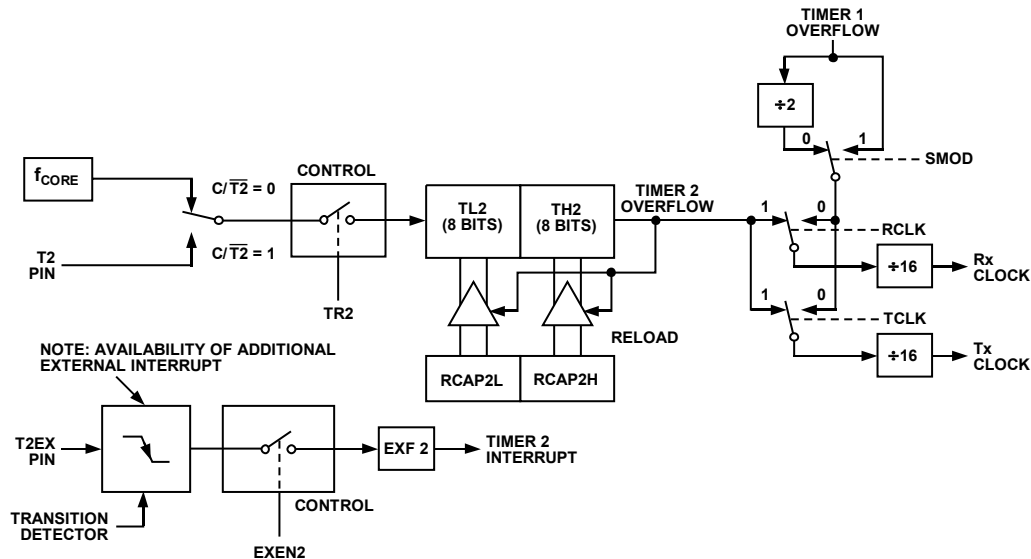 TIMER 1
OVERFLOW
÷2
0
1
SMOD
fCORE
C/T2 = 0
CONTROL
TL2
(8 BITS)
TH2
(8 BITS)
TIMER 2
OVERFLOW
1
0
RCLK
T2
PIN
C/T2 = 1
÷16
Rx
CLOCK
TR2
1
0
TCLK
RELOAD
÷16
Tx
CLOCK
RCAP2L
RCAP2H
NOTE: AVAILABILITY OF ADDITIONAL
EXTERNAL INTERRUPT
T2EX
PIN
EXF 2
TIMER 2
INTERRUPT
CONTROL
TRANSITION
DETECTOR
EXEN2